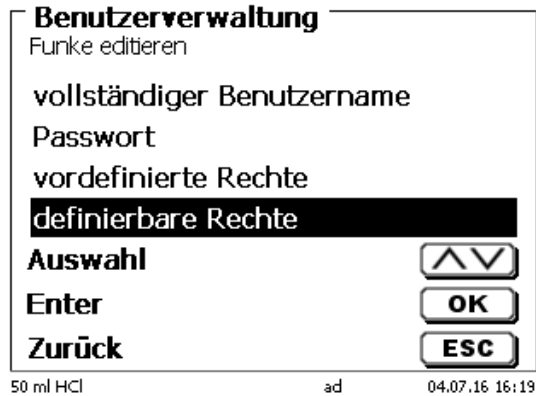 Benutzerverwaltung
Funke editieren
vollständiger Benutzername
Passwort
vordefinierte Rechte
definierbare Rechte
Auswahl
Enter OK
Zurück ESC
50 ml HCl ad 04.07.16 16:19